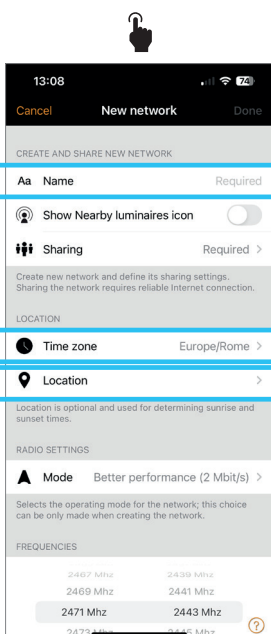 13:08 74
Cancel New network Done
CREATE AND SHARE NEW NETWORK
Aa Name Required
Show Nearby luminaires icon
Sharing Required >
Create new network and define its sharing settings.
Sharing the network requires reliable Internet connection.
LOCATION
Time zone Europe/Rome >
Location >
Location is optional and used for determining sunrise and
sunset times.
RADIO SETTINGS
Mode Better performance (2 Mbit/s) >
Selects the operating mode for the network; this choice
can be only made when creating the network.
FREQUENCIES
2467 Mhz 2439 Mhz
2469 Mhz 2441 Mhz
2471 Mhz 2443 Mhz
2473 Mhz 2445 Mhz
?